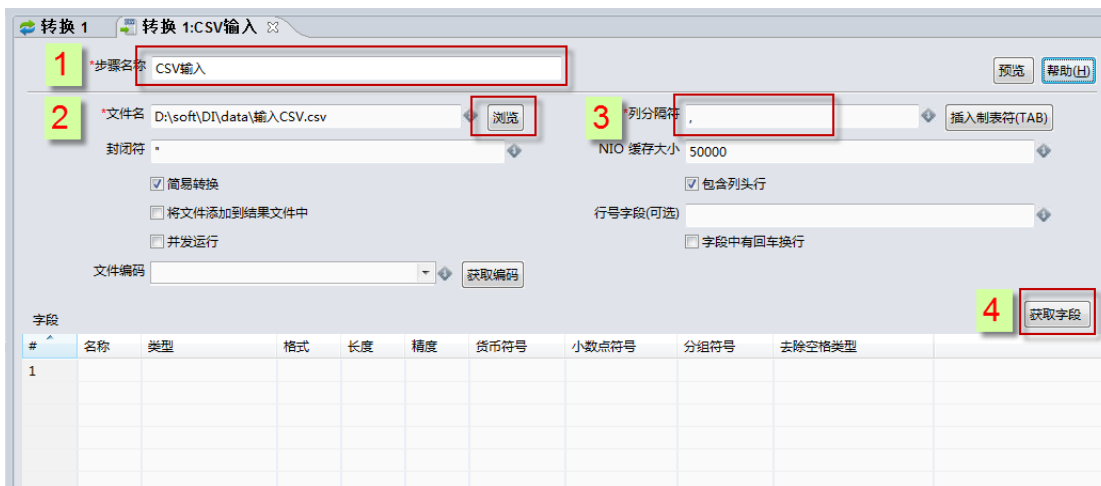 转换 1 转换 1:CSV输入
1 *步骤名称 CSV输入 预览 帮助(H)
2 *文件名 D:\soft\DI\data\输入CSV.csv 浏览 3 *列分隔符 , 插入制表符(TAB)
封闭符 " NIO 缓存大小 50000
简易转换 包含列头行
将文件添加到结果文件中 行号字段(可选)
并发运行 字段中有回车换行
文件编码 获取编码
4 获取字段
字段
# 名称 类型 格式 长度 精度 货币符号 小数点符号 分组符号 去除空格类型
1